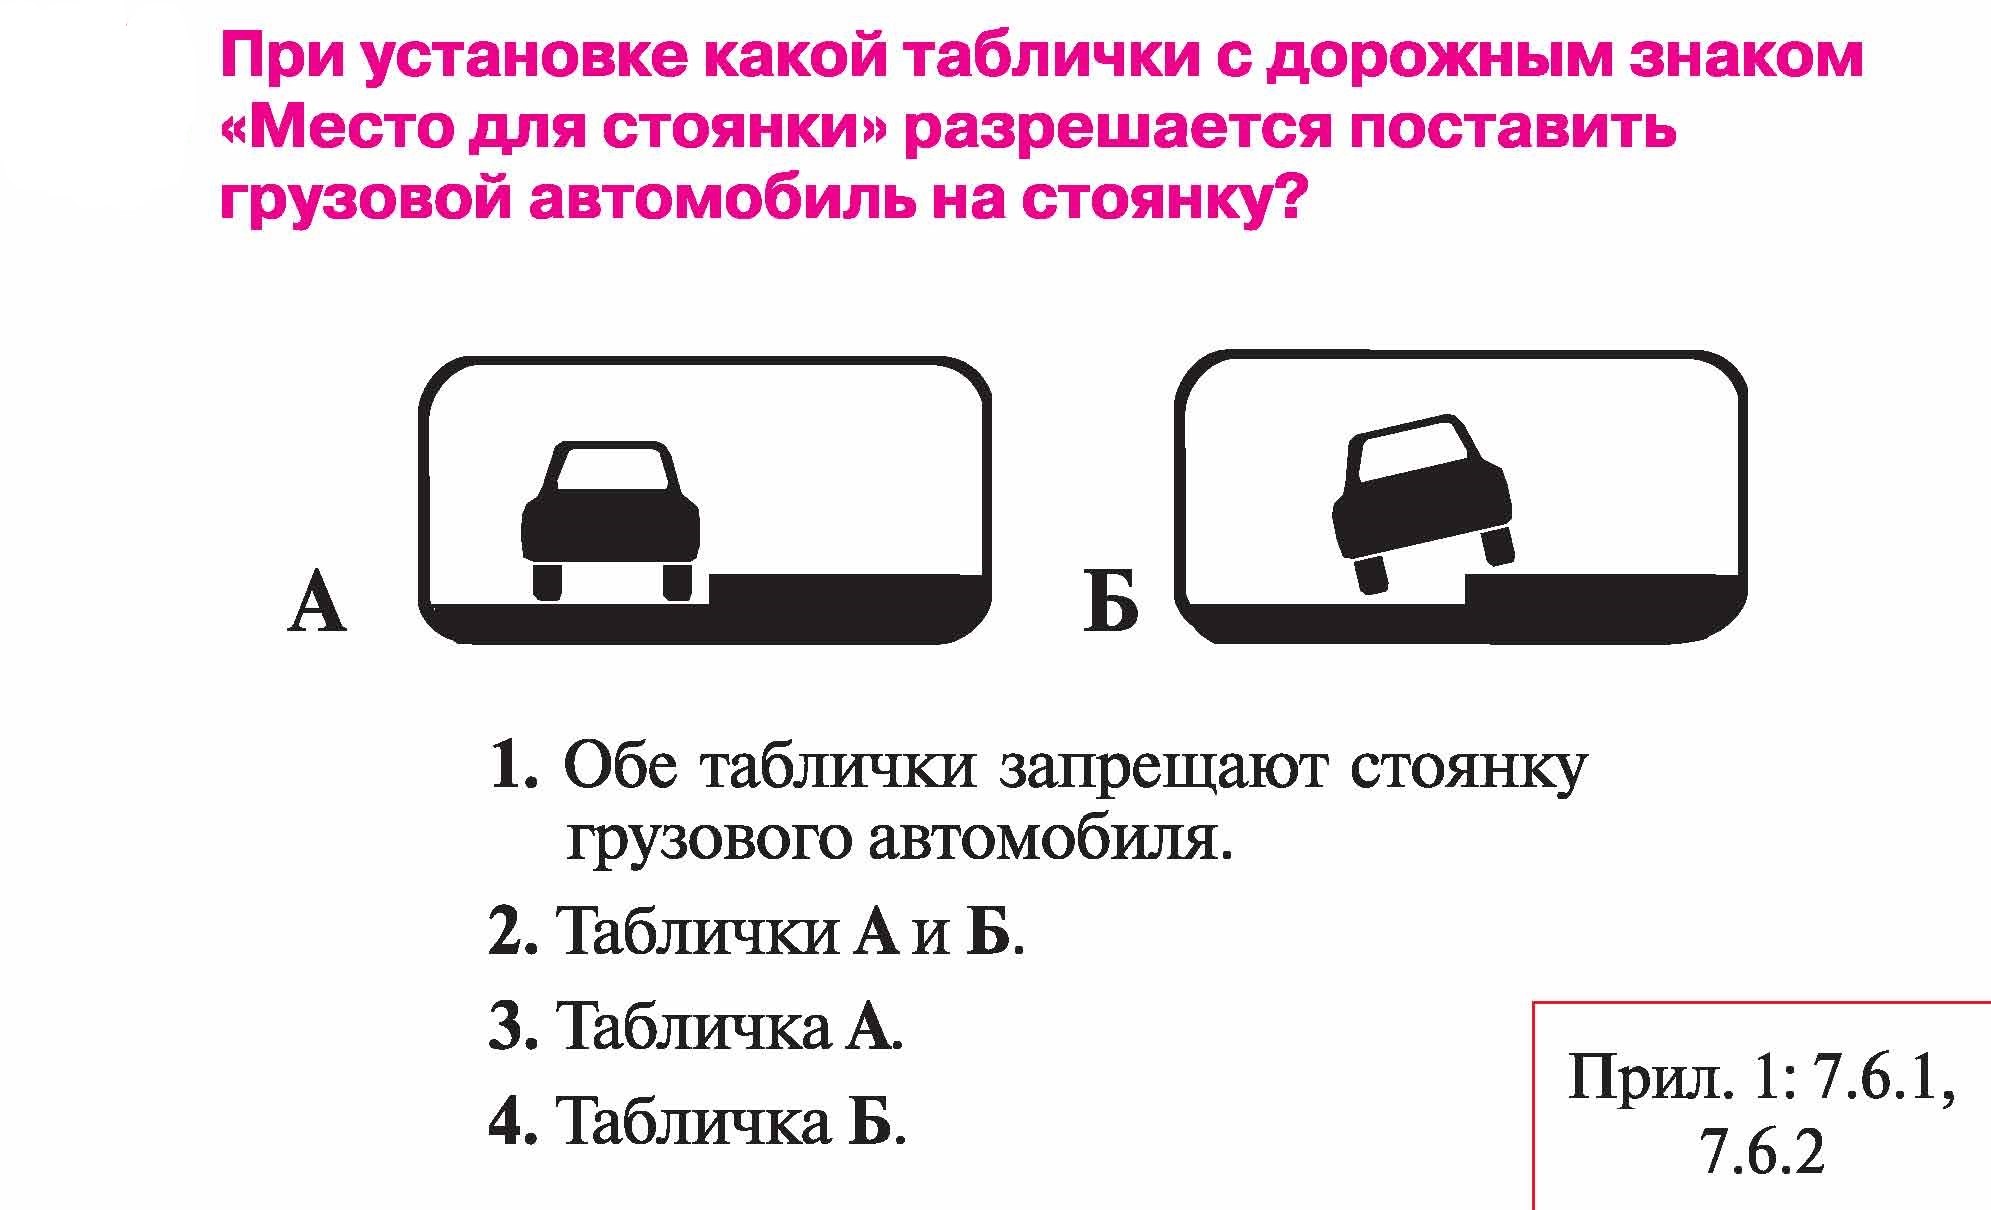 При установке какой таблички с дорожным знаком
«Место для стоянки» разрешается поставить
грузовой автомобиль на стоянку?
А
Б
1. Обе таблички запрещают стоянку
грузового автомобиля.
2. Таблички А и Б.
3. Табличка А.
4. Табличка Б.
Прил. 1: 7.6.1,
7.6.2